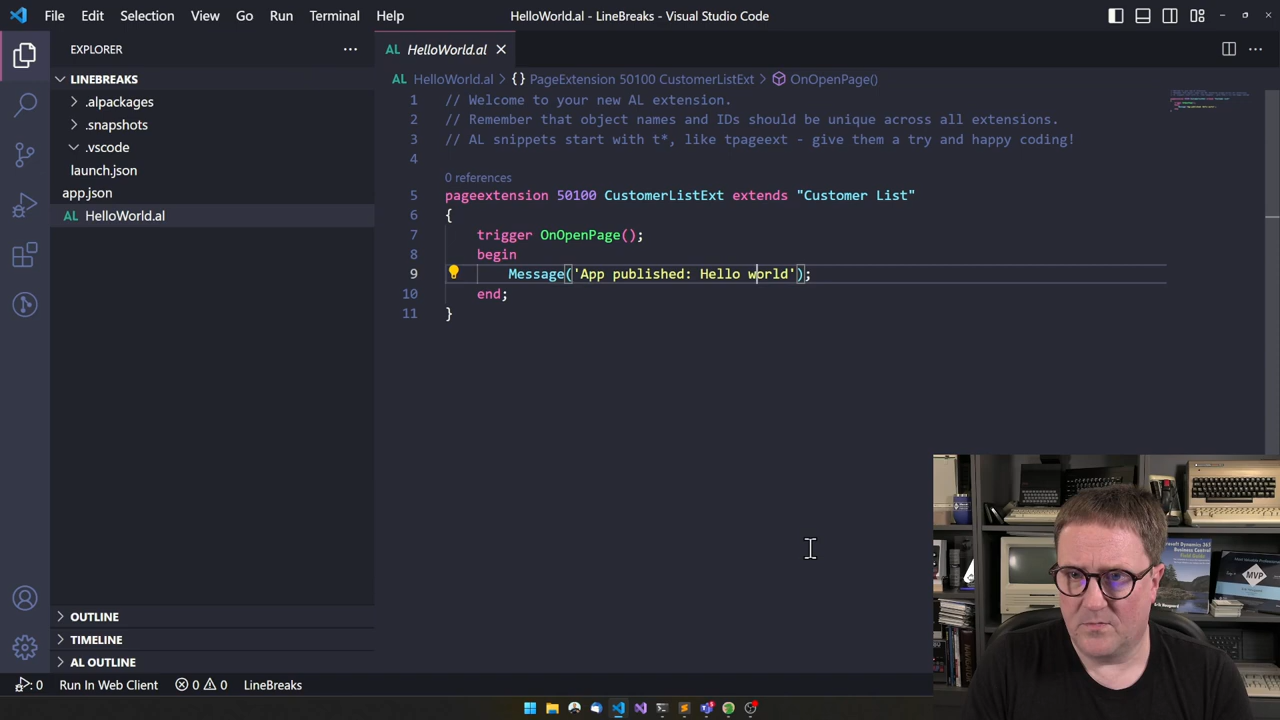 File Edit Selection View Go Run Terminal Help
HelloWorld.al - LineBreaks - Visual Studio Code
EXPLORER
AL HelloWorld.al
LINEBREAKS
AL HelloWorld.al > {} PageExtension 50100 CustomerListExt > OnOpenPage()
.alpackages
.snapshots
.vscode
launch.json
app.json
AL HelloWorld.al
1 // Welcome to your new AL extension.
2 // Remember that object names and IDs should be unique across all extensions.
3 // AL snippets start with t*, like tpageext - give them a try and happy coding!
4
0 references
5 pageextension 50100 CustomerListExt extends "Customer List"
6 {
7 trigger OnOpenPage();
8 begin
9 Message('App published: Hello world');
10 end;
11 }
OUTLINE
TIMELINE
AL OUTLINE
0 Run In Web Client 0 0 LineBreaks
Business
Central
MVP